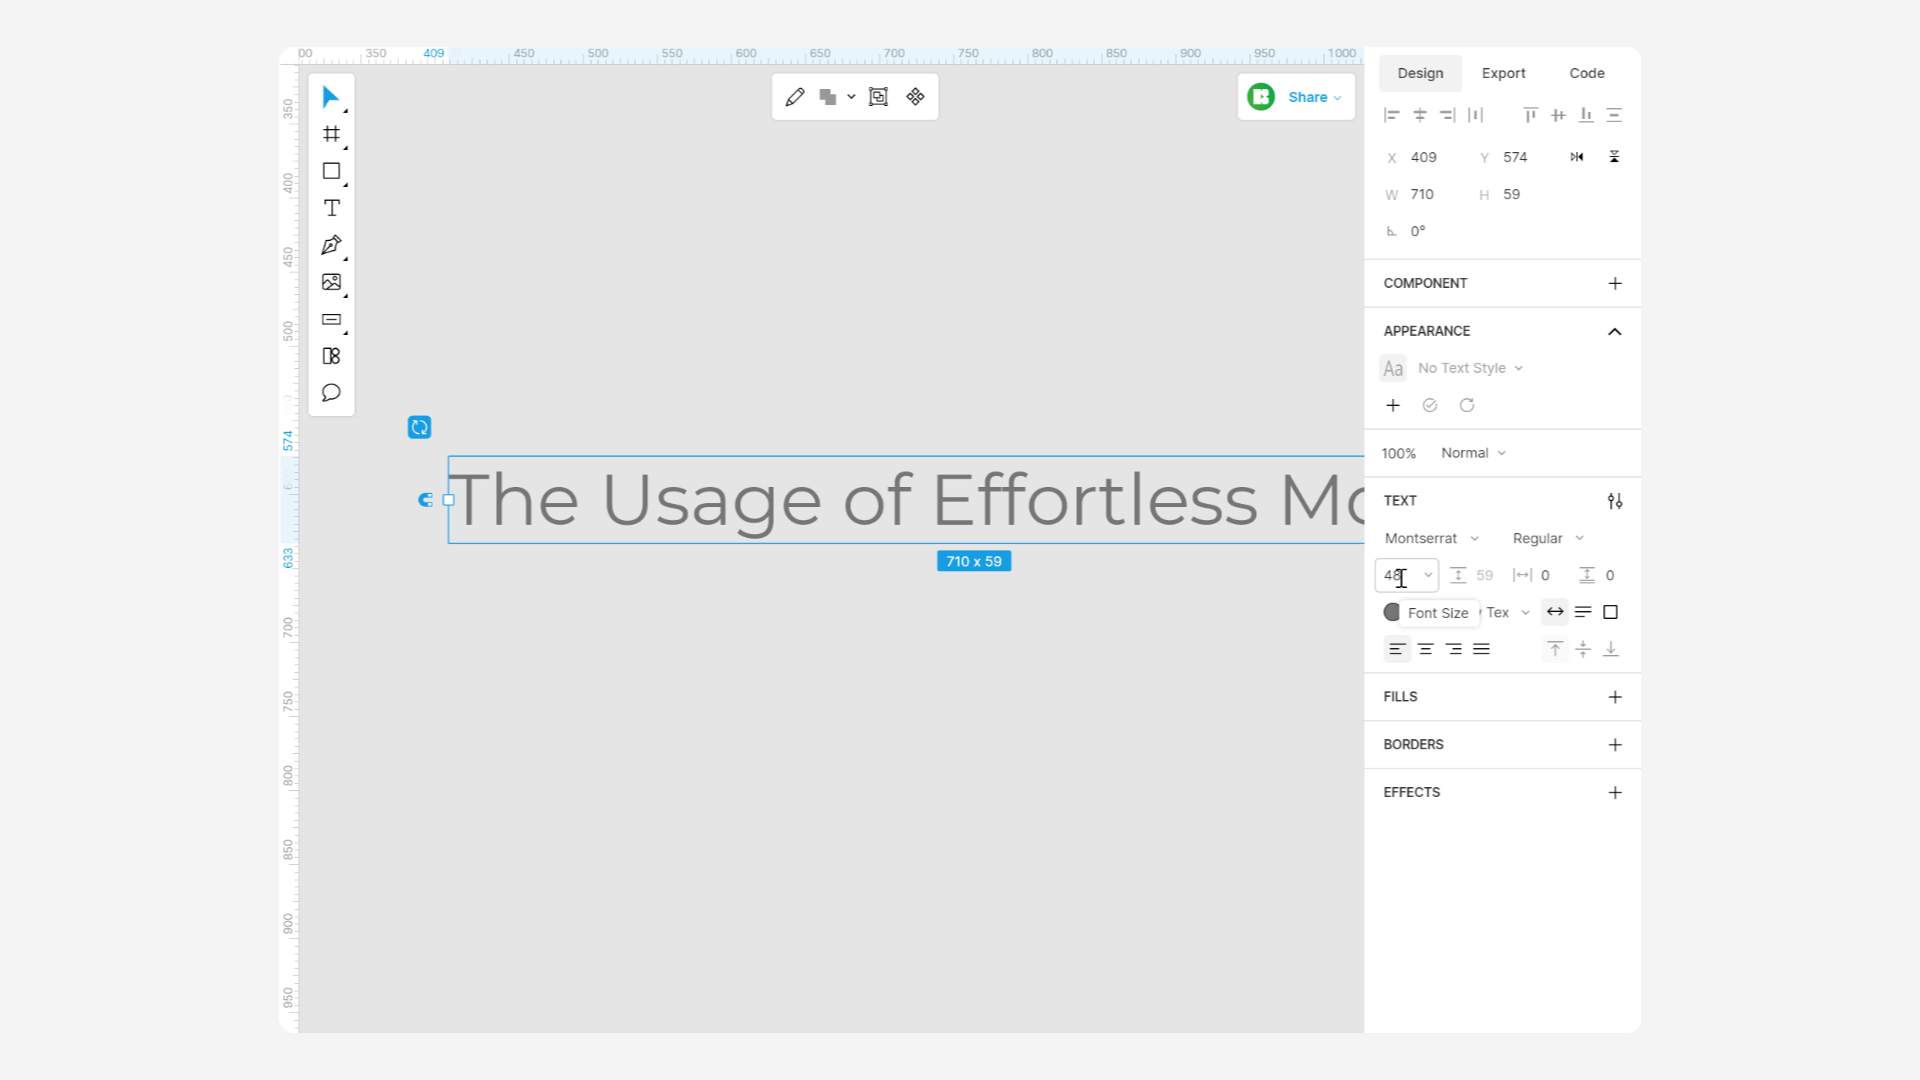 00 350 409 450 500 550 600 650 700 750 800 850 900 950 1000
Design Export Code
Share
X 409 Y 574
W 710 H 59
0°
COMPONENT
APPEARANCE
Aa No Text Style
100% Normal
TEXT
Montserrat Regular
48 59 0 0
Font Size Tex
FILLS
BORDERS
EFFECTS
T
350
400
450
500
574
633
700
750
800
850
900
950
The Usage of Effortless Mo
710 x 59